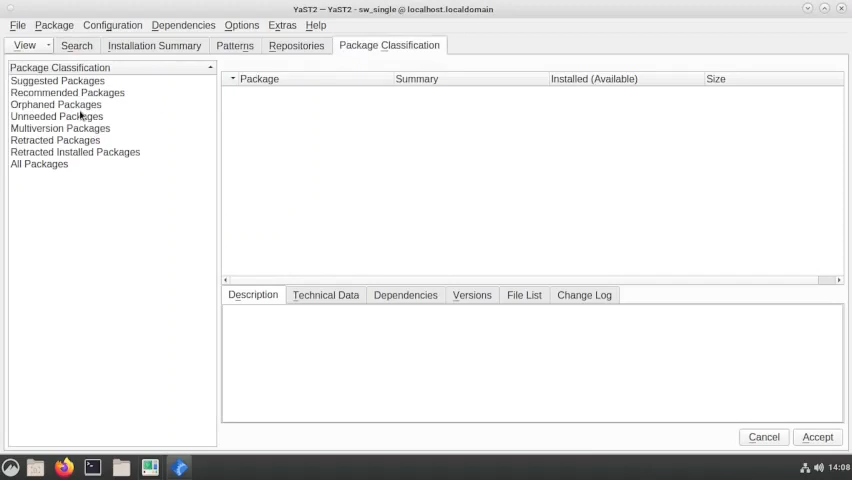 YaST2 — YaST2 - sw_single @ localhost.localdomain
File Package Configuration Dependencies Options Extras Help
View Search Installation Summary Patterns Repositories Package Classification
Package Classification
Suggested Packages
Recommended Packages
Orphaned Packages
Unneeded Packages
Multiversion Packages
Retracted Packages
Retracted Installed Packages
All Packages
Package Summary Installed (Available) Size
Description Technical Data Dependencies Versions File List Change Log
Cancel Accept
14:08